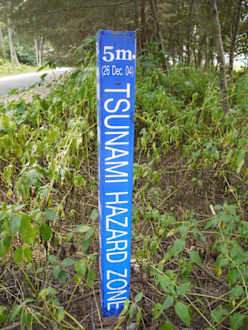 5m.
(26 Dec. 04)
TSUNAMI HAZARD ZONE